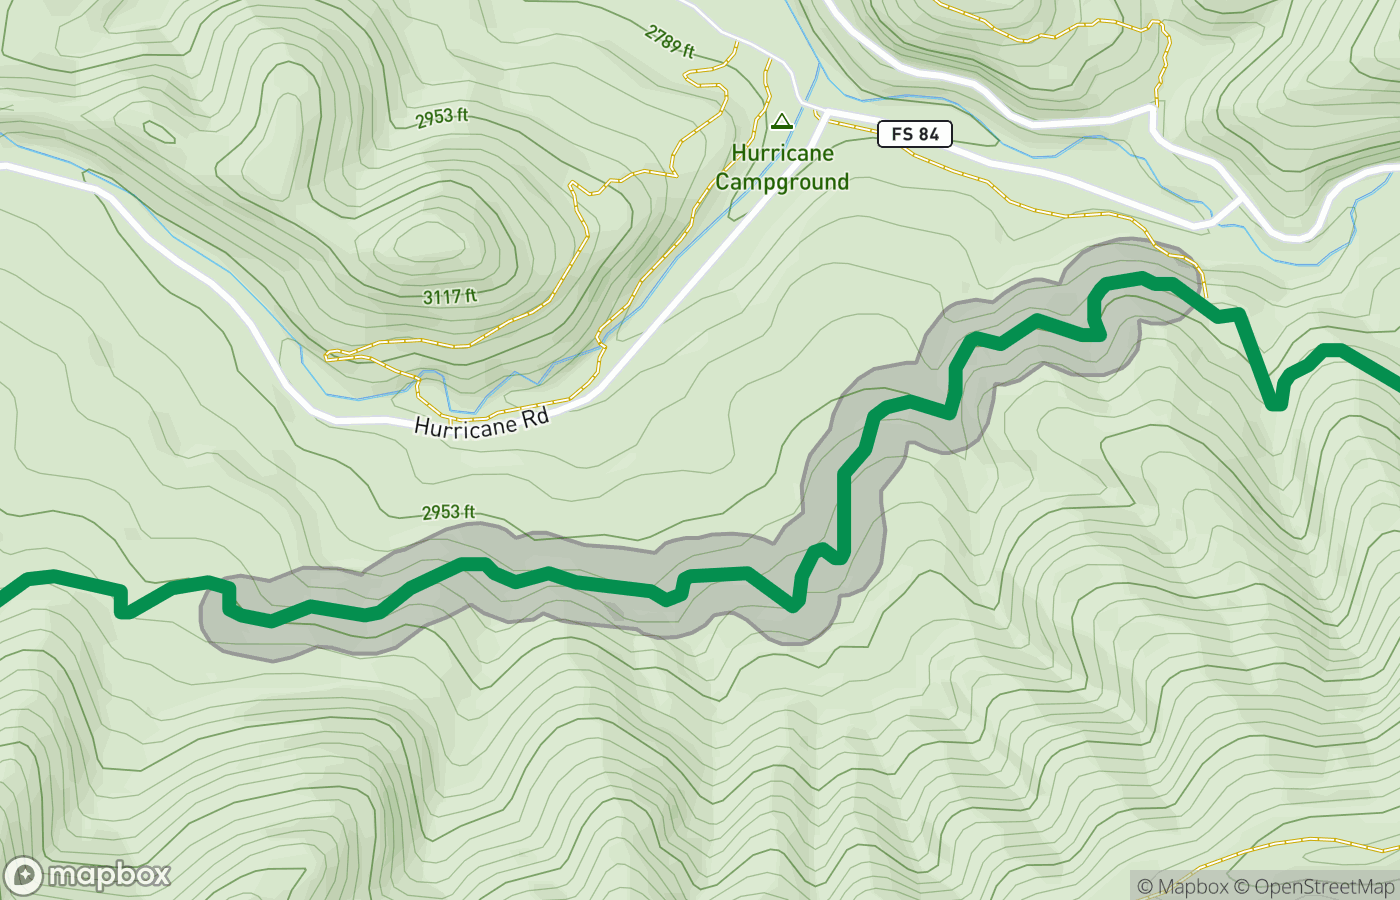 2789 ft
2953 ft
FS 84
Hurricane
Campground
3117 ft
Hurricane Rd
2953 ft
mapbox
© Mapbox © OpenStreetMap